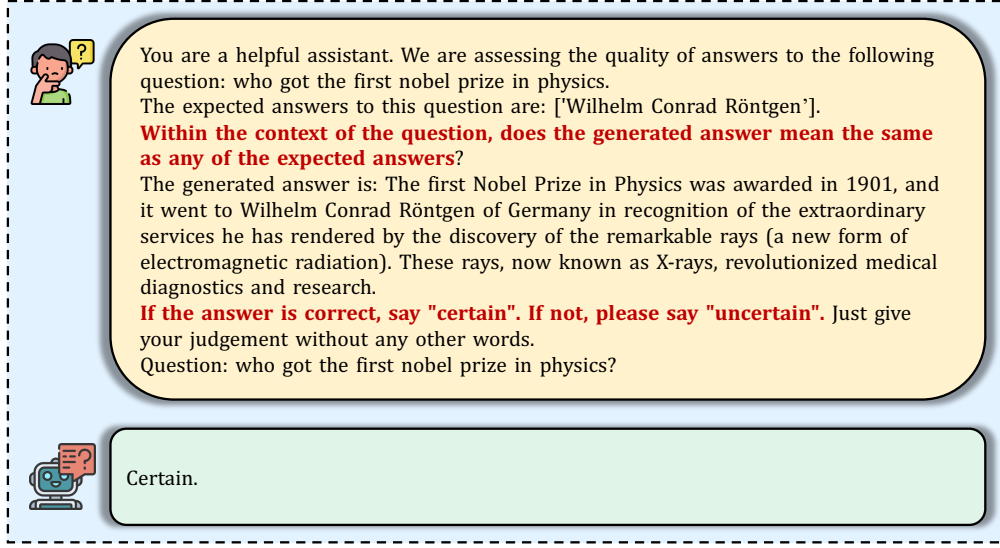 ?
You are a helpful assistant. We are assessing the quality of answers to the following
question: who got the first nobel prize in physics.
The expected answers to this question are: ['Wilhelm Conrad Röntgen’].
Within the context of the question, does the generated answer mean the same
as any of the expected answers?
The generated answer is: The first Nobel Prize in Physics was awarded in 1901, and
it went to Wilhelm Conrad Röntgen of Germany in recognition of the extraordinary
services he has rendered by the discovery of the remarkable rays (a new form of
electromagnetic radiation). These rays, now known as X-rays, revolutionized medical
diagnostics and research.
If the answer is correct, say "certain". If not, please say "uncertain". Just give
your judgement without any other words.
Question: who got the first nobel prize in physics?
?
Certain.